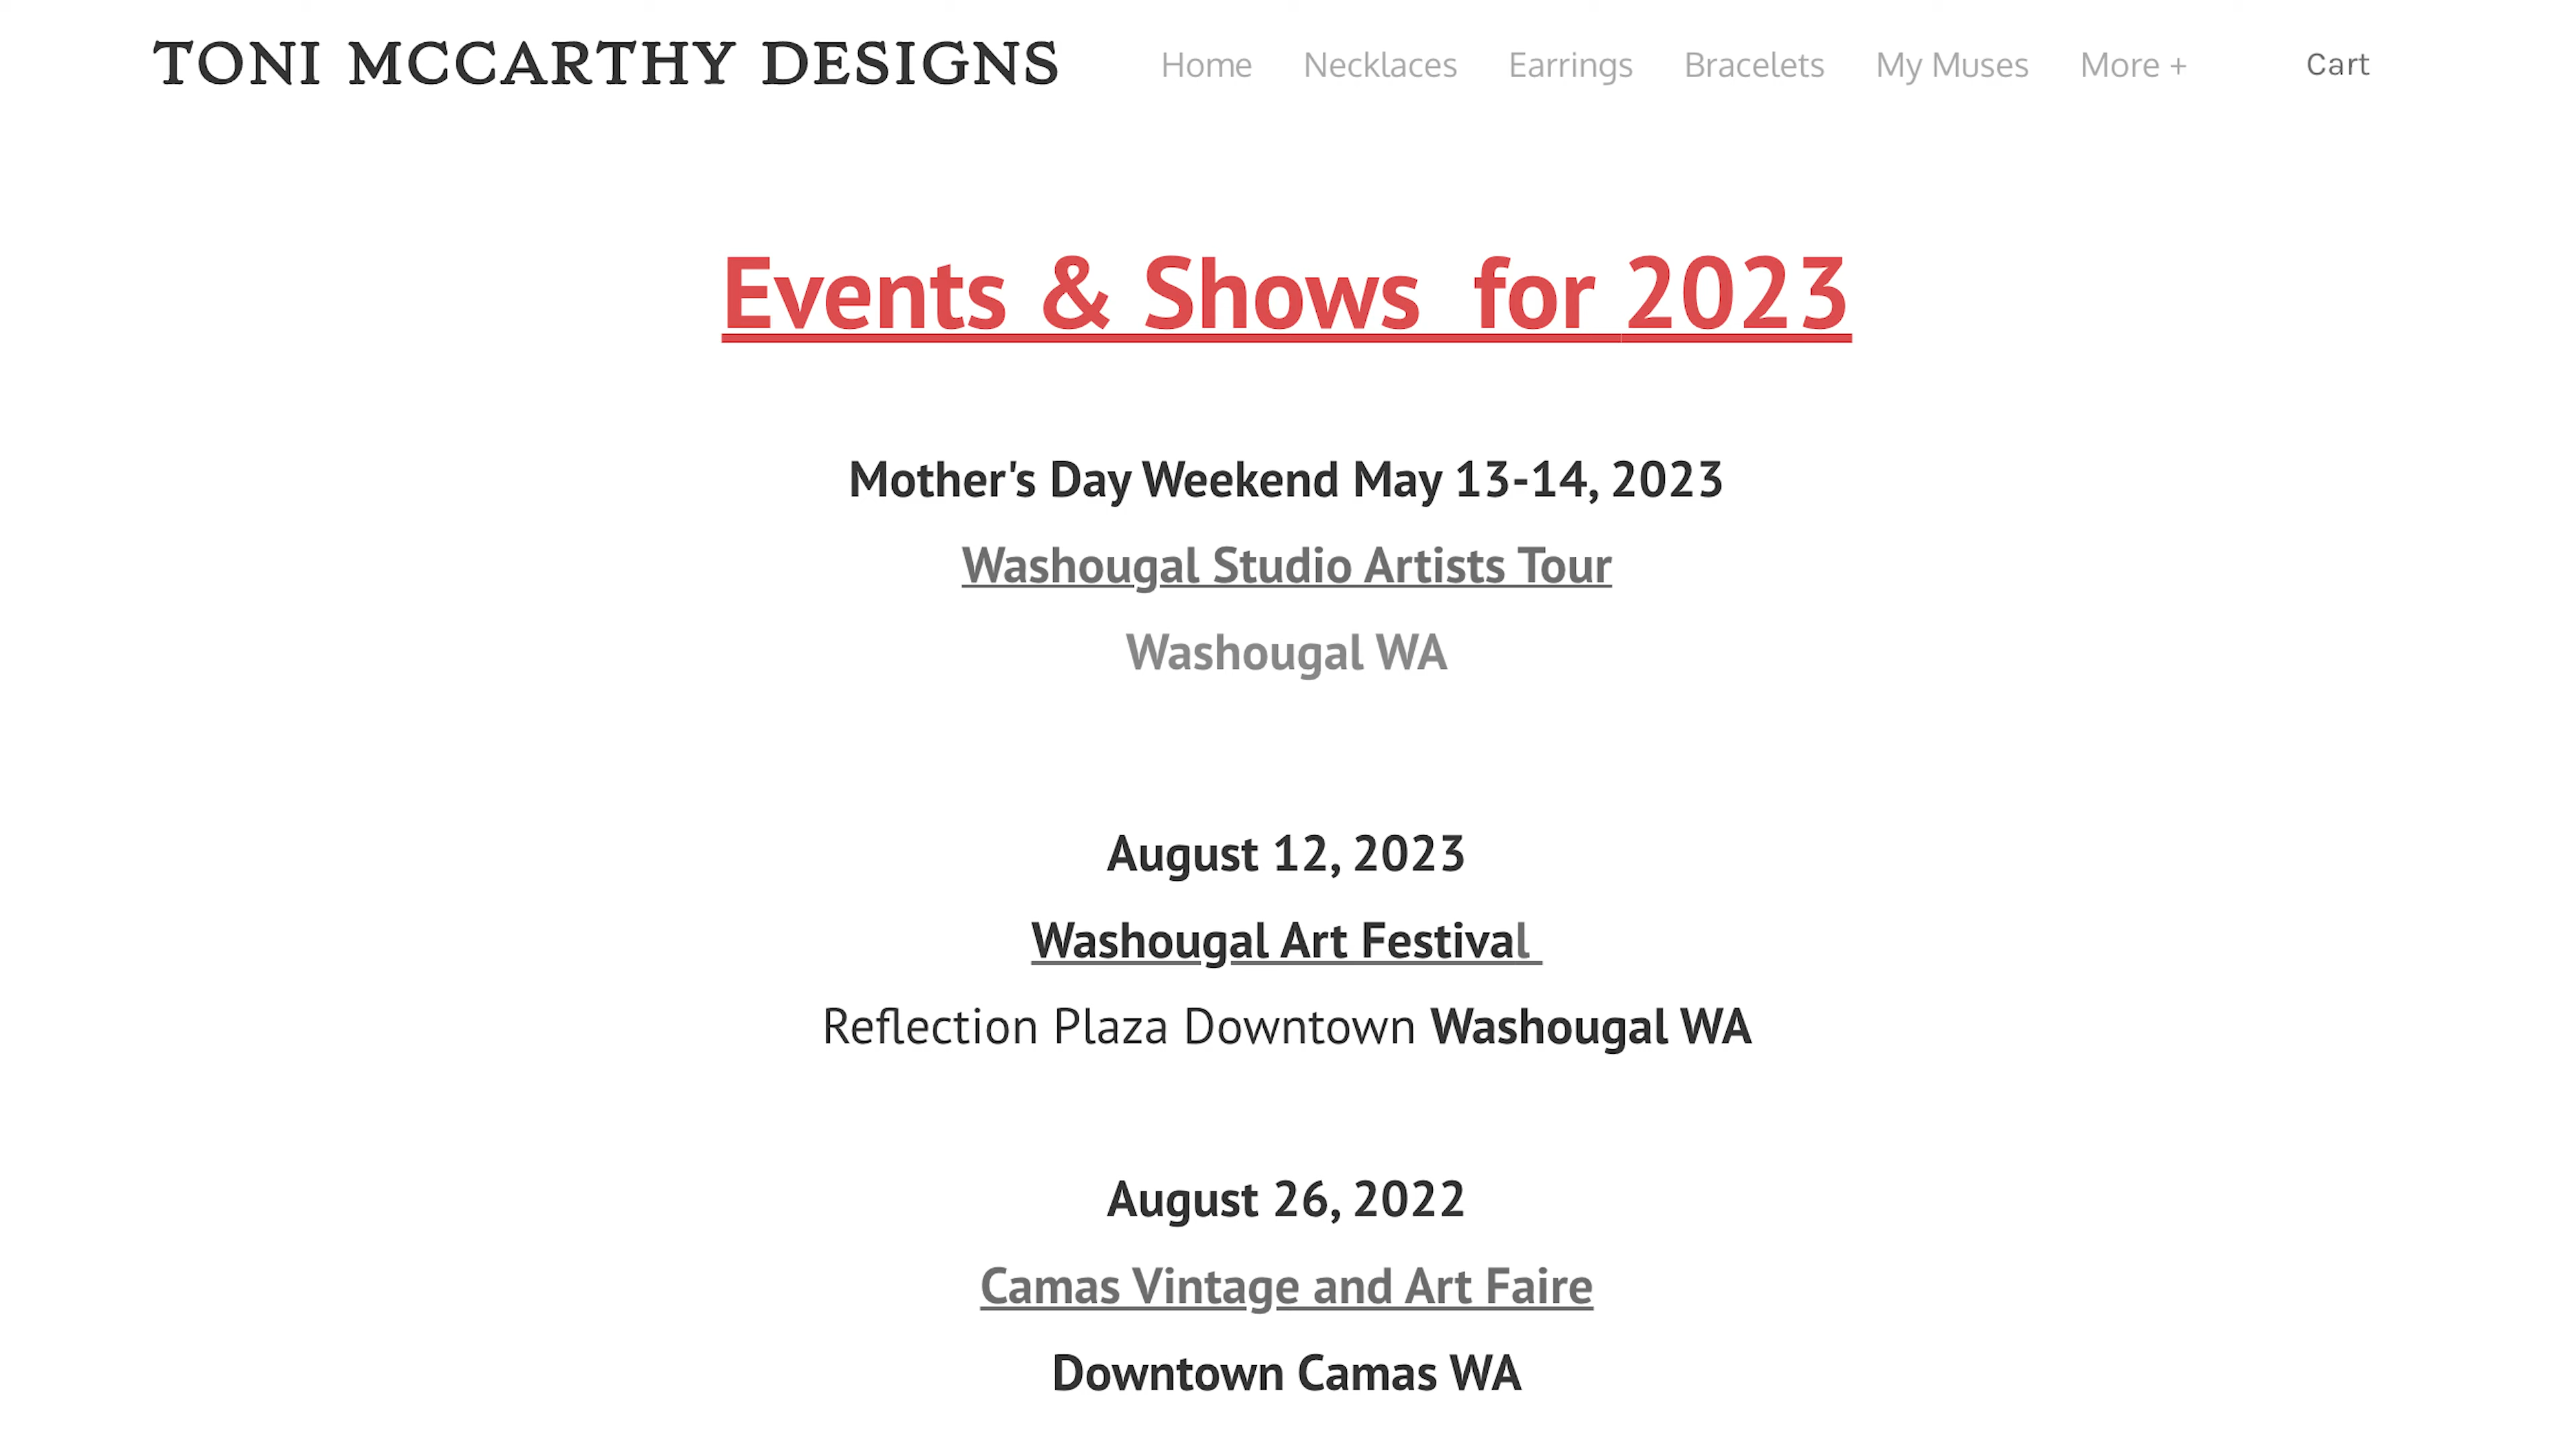 TONI MCCARTHY DESIGNS
Home Necklaces Earrings Bracelets My Muses More + Cart
Events & Shows for 2023
Mother's Day Weekend May 13-14, 2023
Washougal Studio Artists Tour
Washougal WA
August 12, 2023
Washougal Art Festival
Reflection Plaza Downtown Washougal WA
August 26, 2022
Camas Vintage and Art Faire
Downtown Camas WA